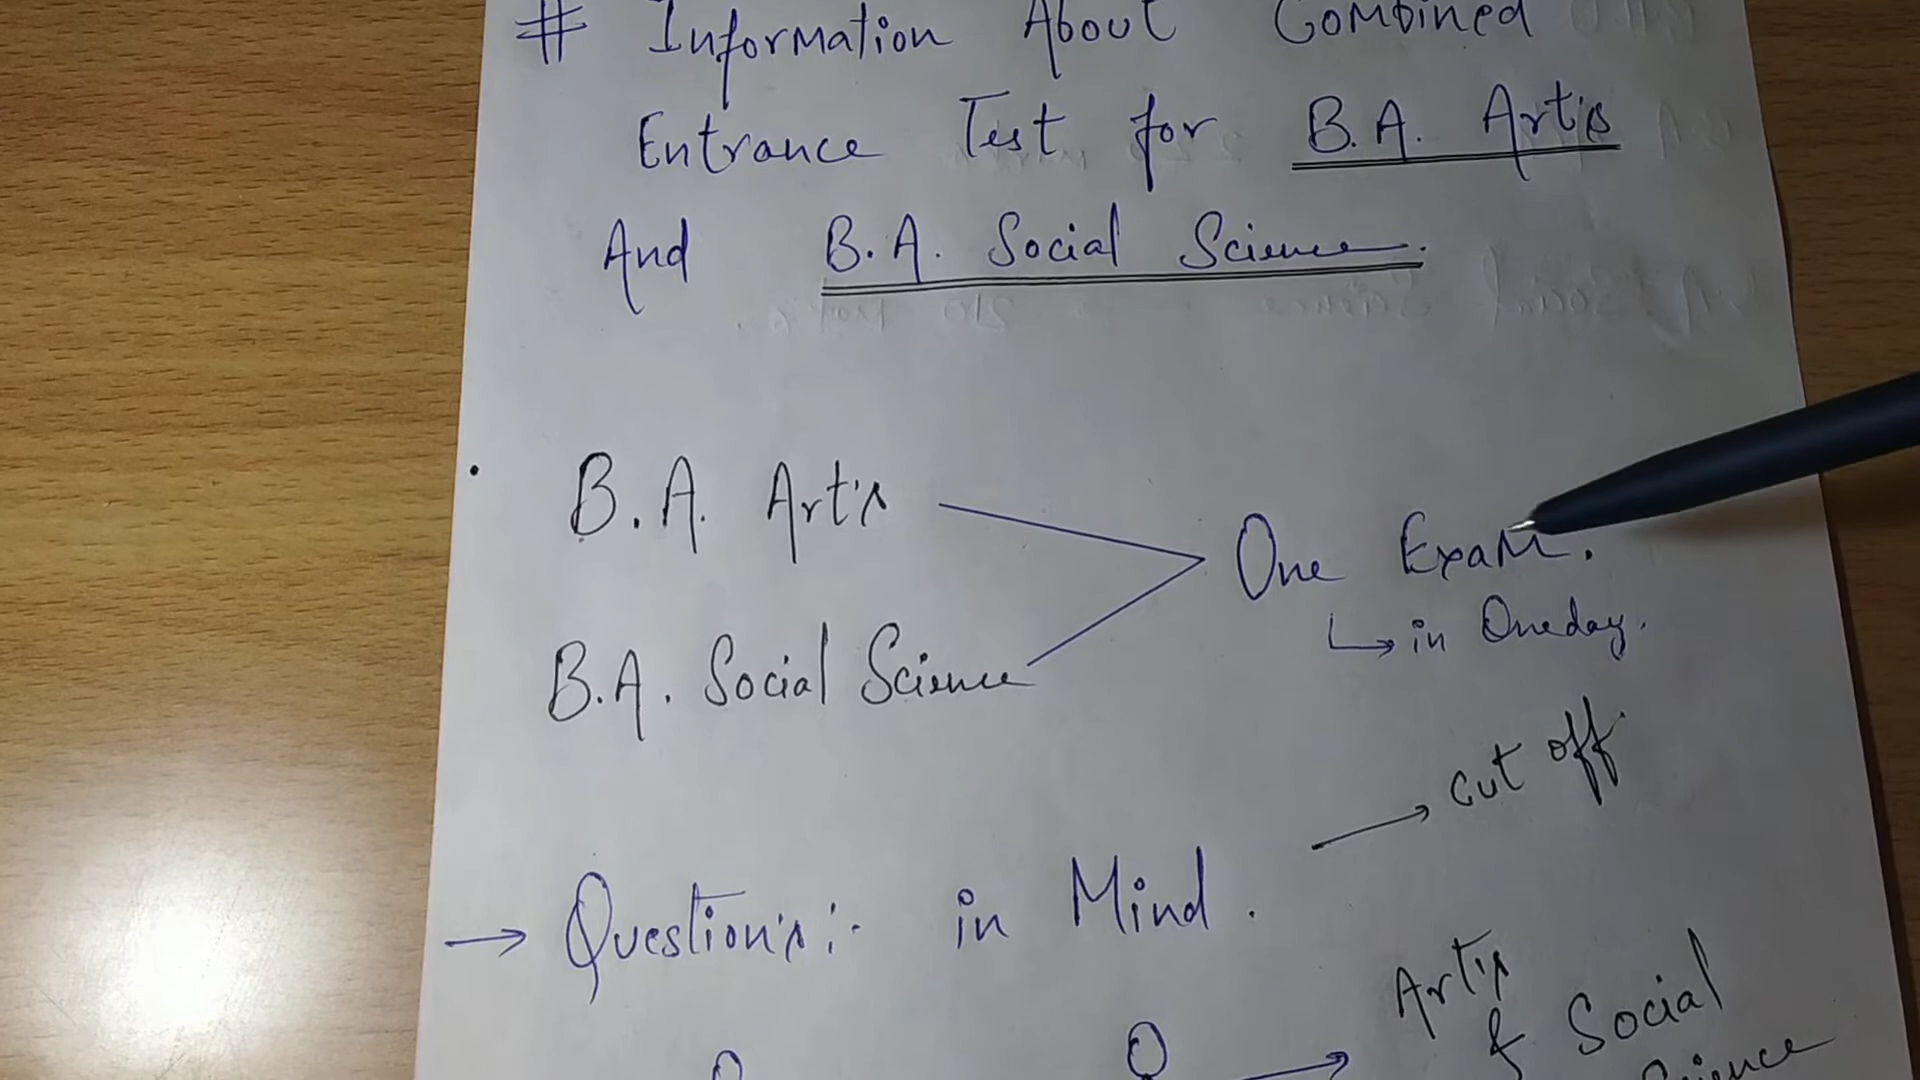 # Information About Combined
Entrance Test for B.A. Arts
And B.A. Social Science.
B.A. Arts
One Exam.
↳ in Oneday.
B.A. Social Science
→ cut off
→ Question's :- in Mind.
Arts
& Social
Science